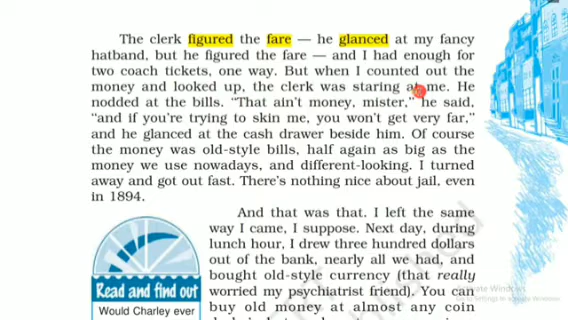 The clerk figured the fare — he glanced at my fancy
hatband, but he figured the fare — and I had enough for
two coach tickets, one way. But when I counted out the
money and looked up, the clerk was staring at me. He
nodded at the bills. “That ain't money, mister,” he said,
“and if you're trying to skin me, you won't get very far,”
and he glanced at the cash drawer beside him. Of course
the money was old-style bills, half again as big as the
money we use nowadays, and different-looking. I turned
away and got out fast. There's nothing nice about jail, even
in 1894.
And that was that. I left the same
way I came, I suppose. Next day, during
lunch hour, I drew three hundred dollars
out of the bank, nearly all we had, and
bought old-style currency (that really
worried my psychiatrist friend). You can
buy old money at almost any coin
Read and find out
Would Charley ever
Activate Windows
Go to Settings to activate Windows.